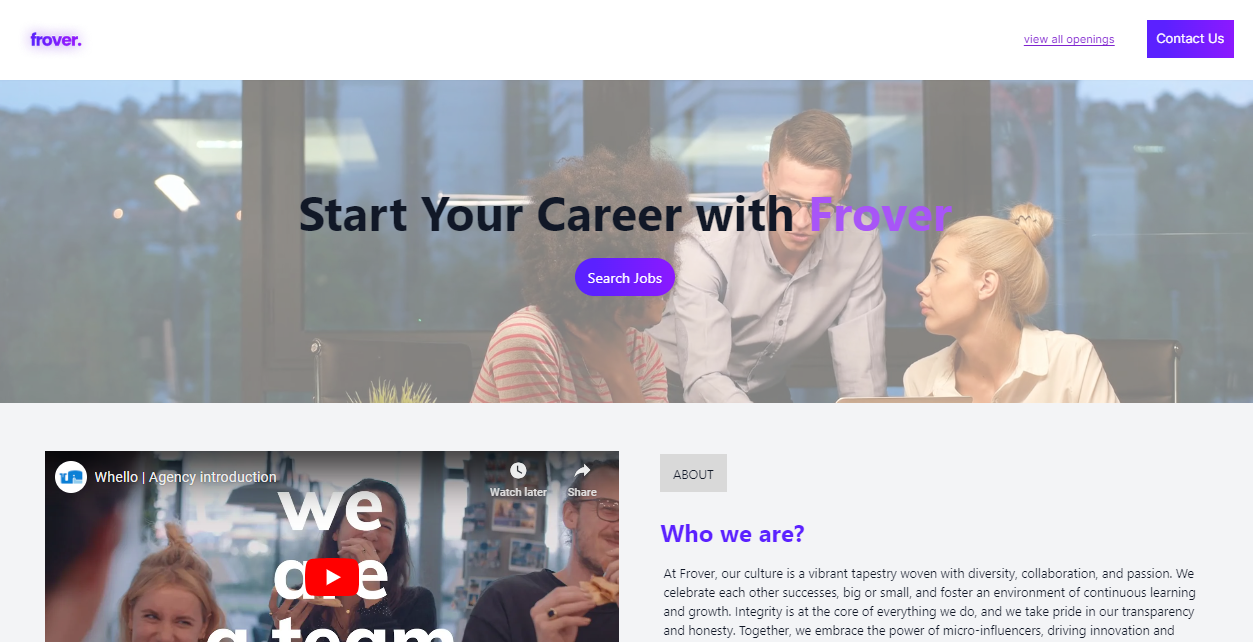 frover.
view all openings
Contact Us
Start Your Career with Frover
Search Jobs
Whello | Agency introduction
Watch later
Share
we
are
a team
ABOUT
Who we are?
At Frover, our culture is a vibrant tapestry woven with diversity, collaboration, and passion. We
celebrate each other successes, big or small, and foster an environment of continuous learning
and growth. Integrity is at the core of everything we do, and we take pride in our transparency
and honesty. Together, we embrace the power of micro-influencers, driving innovation and